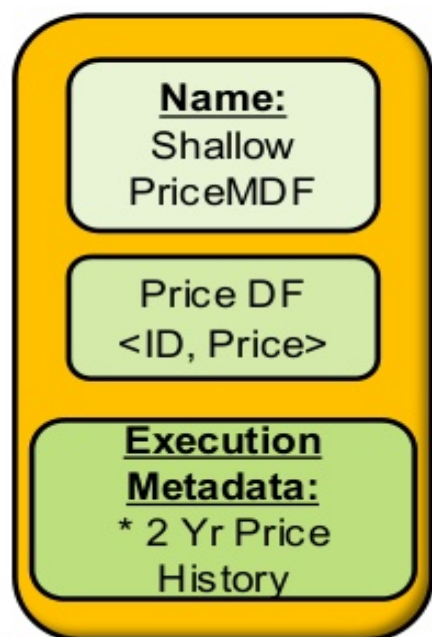 Name:
Shallow
PriceMDF
Price DF
<ID, Price>
Execution
Metadata:
* 2 Yr Price
History